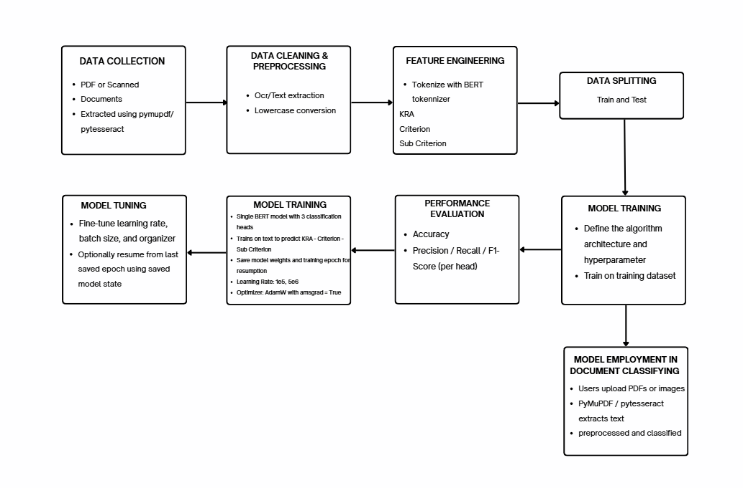 DATA COLLECTION
• PDF or Scanned
• Documents
• Extracted using pymupdf/
pytesseract
DATA CLEANING &
PREPROCESSING
• Ocr/Text extraction
• Lowercase conversion
FEATURE ENGINEERING
• Tokenize with BERT
tokennizer
KRA
Criterion
Sub Criterion
DATA SPLITTING
Train and Test
MODEL TRAINING
• Define the algorithm
architecture and
hyperparameter
• Train on training dataset
PERFORMANCE
EVALUATION
• Accuracy
• Precision / Recall / F1-
Score (per head)
MODEL TRAINING
• Single BERT model with 3 classification
heads
• Trains on text to predict KRA - Criterion -
Sub Criterion
• Save model weights and training epoch for
resumption
• Learning Rate: 1e5, 5e6
• Optimizer: AdamW with amsgrad = True
MODEL TUNING
• Fine-tune learning rate,
batch size, and organizer
• Optionally resume from last
saved epoch using saved
model state
MODEL EMPLOYMENT IN
DOCUMENT CLASSIFYING
• Users upload PDFs or images
• PyMuPDF / pytesseract
extracts text
• preprocessed and classified